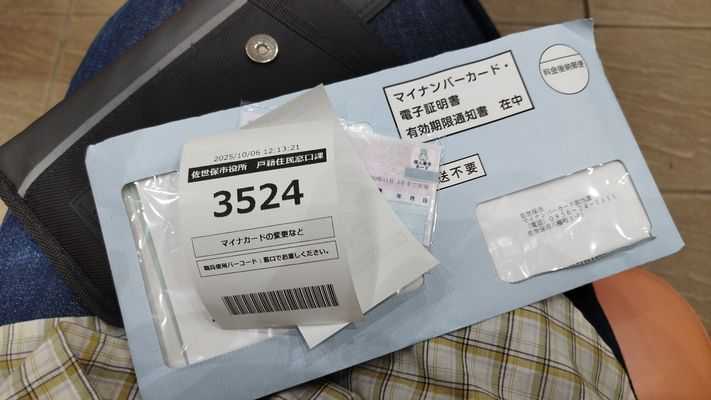 2025/10/06 12:13:21
佐世保市役所 戸籍住民窓口課
3524
マイナカードの変更など
職員使用バーコード：窓口でお渡しください。
マイナンバーカード・
電子証明書
有効期限通知書 在中
料金後納郵便
送不要
佐世保市